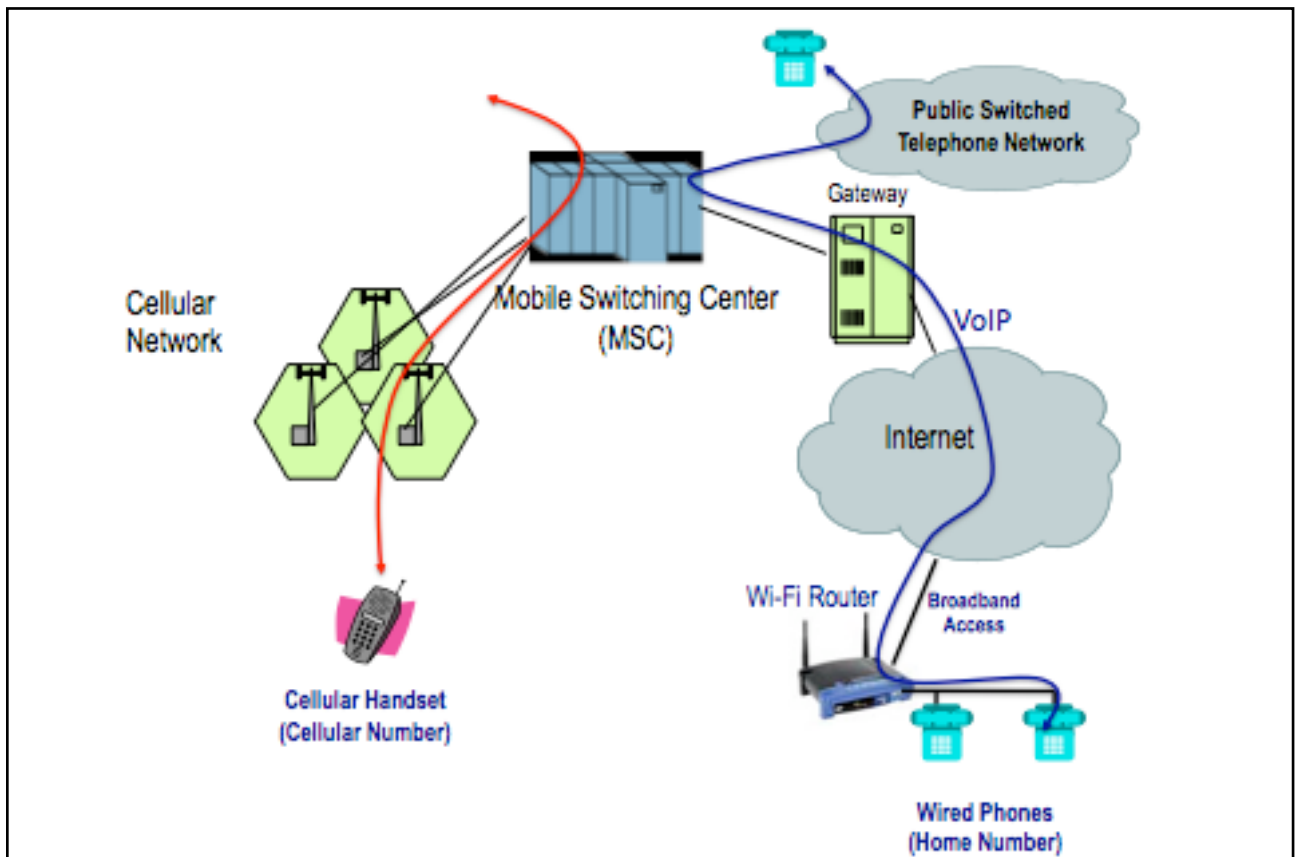 Public Switched
Telephone Network
Gateway
Cellular
Network
Mobile Switching Center
(MSC)
VoIP
Internet
Wi-Fi Router
Broadband
Access
Cellular Handset
(Cellular Number)
Wired Phones
(Home Number)